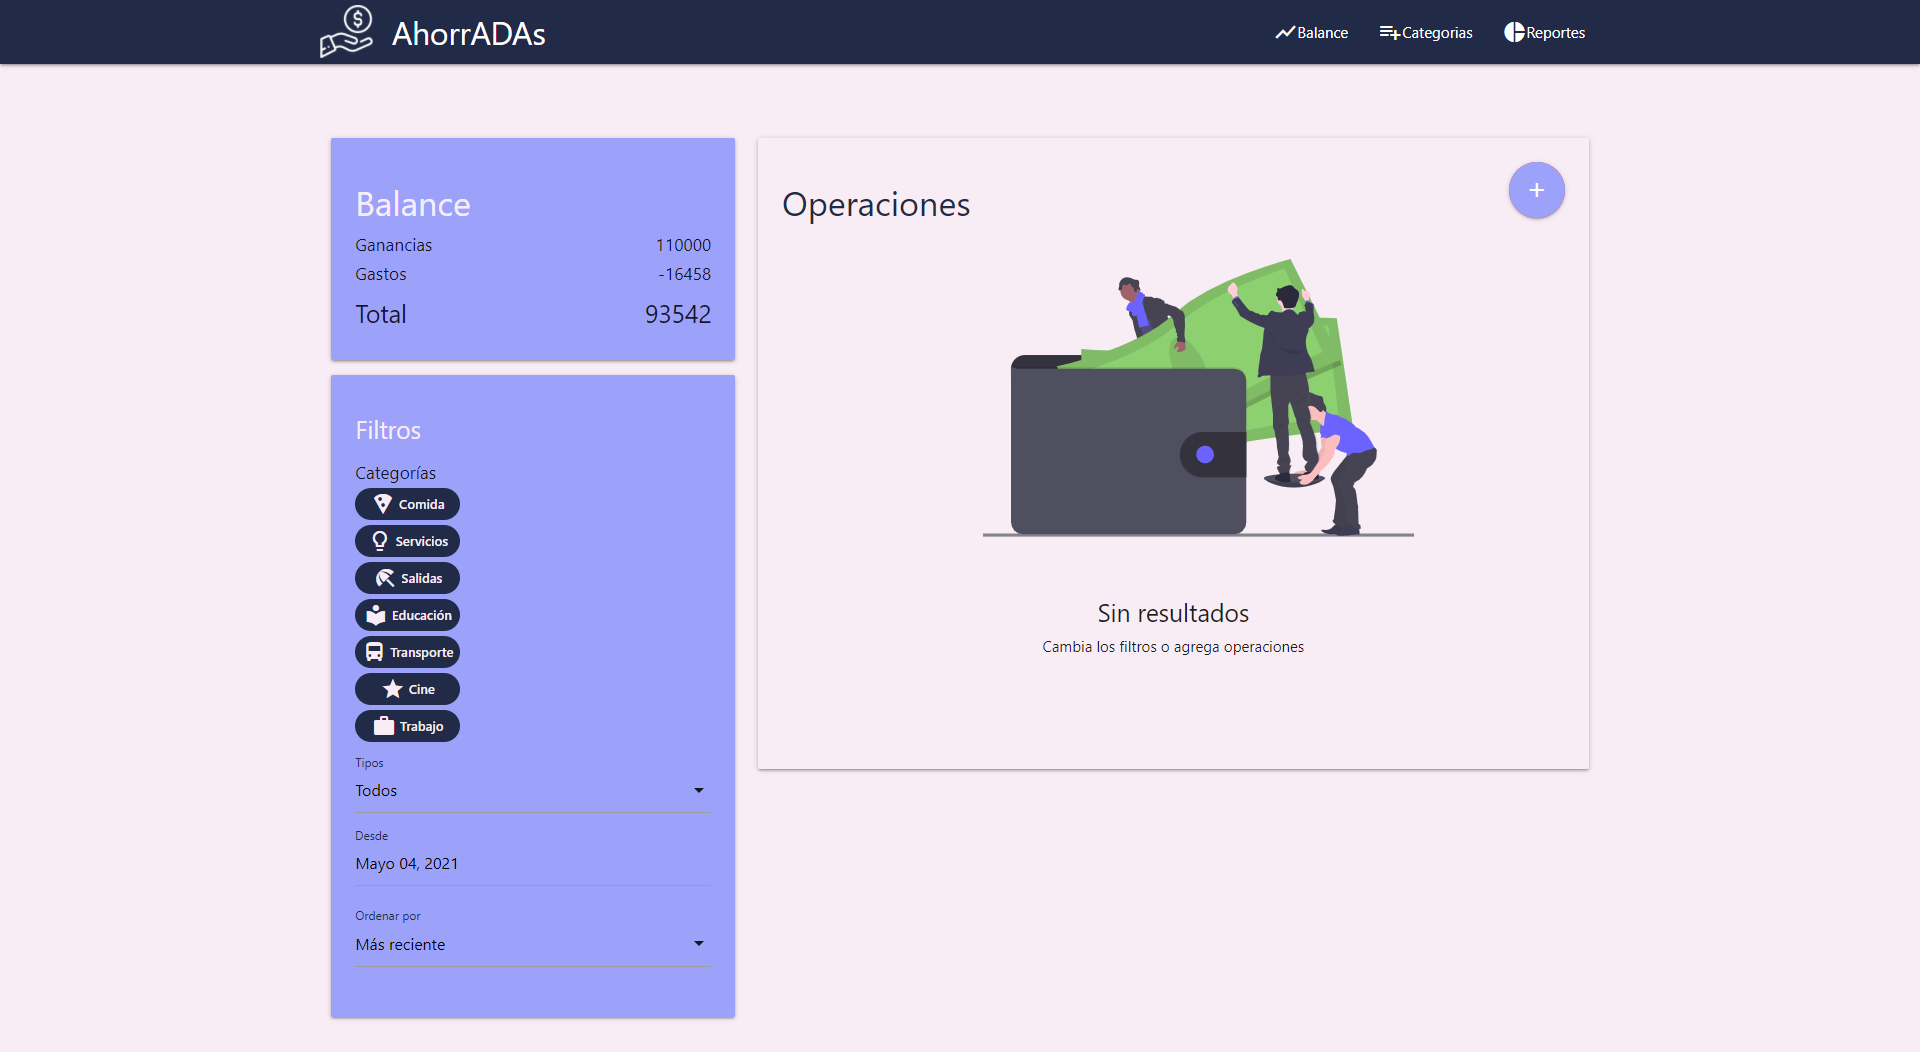 AhorrADAs
Balance
Categorias
Reportes
Balance
Ganancias 110000
Gastos -16458
Total 93542
Filtros
Categorías
Comida
Servicios
Salidas
Educación
Transporte
Cine
Trabajo
Tipos
Todos
Desde
Mayo 04, 2021
Ordenar por
Más reciente
Operaciones
+
Sin resultados
Cambia los filtros o agrega operaciones